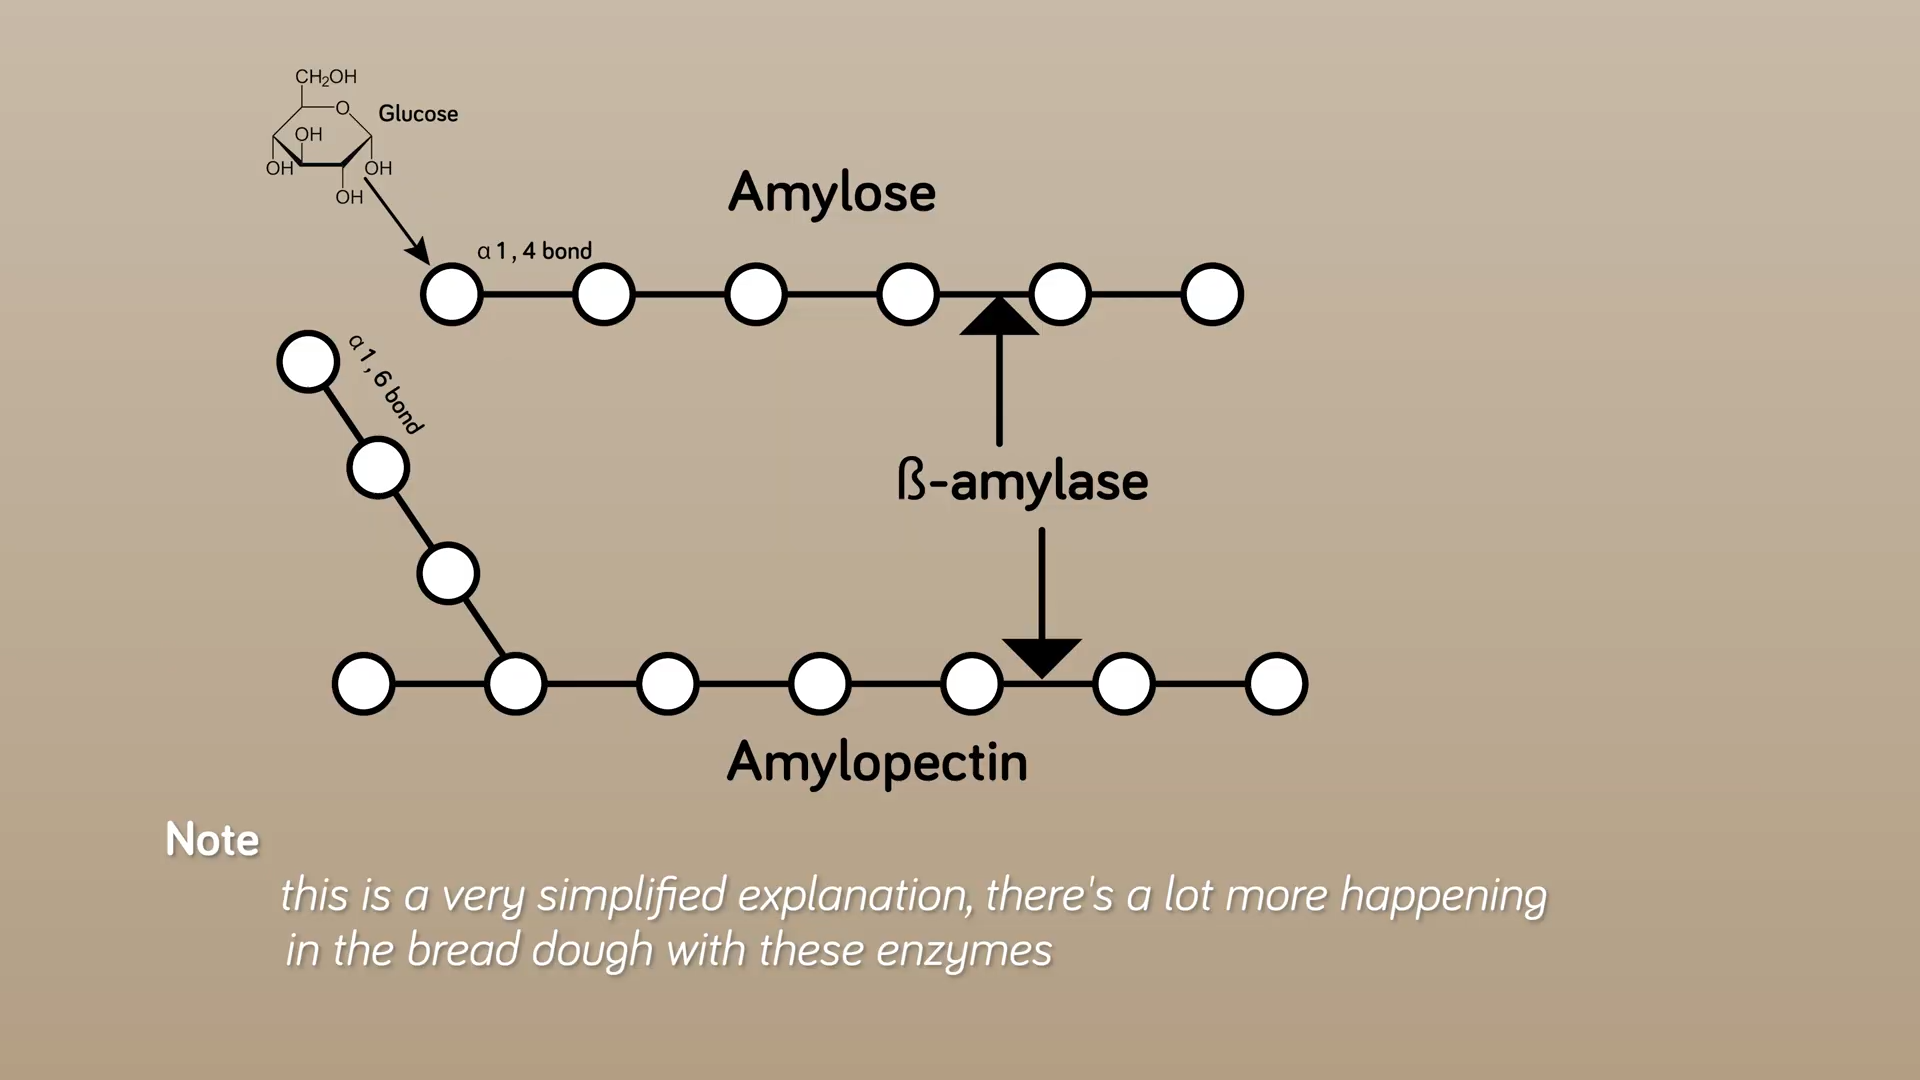 CH₂OH
O
Glucose
OH
OH
OH
OH
Amylose
α 1 , 4 bond
α 1 , 6 bond
ß-amylase
Amylopectin
Note
this is a very simplified explanation, there's a lot more happening
in the bread dough with these enzymes